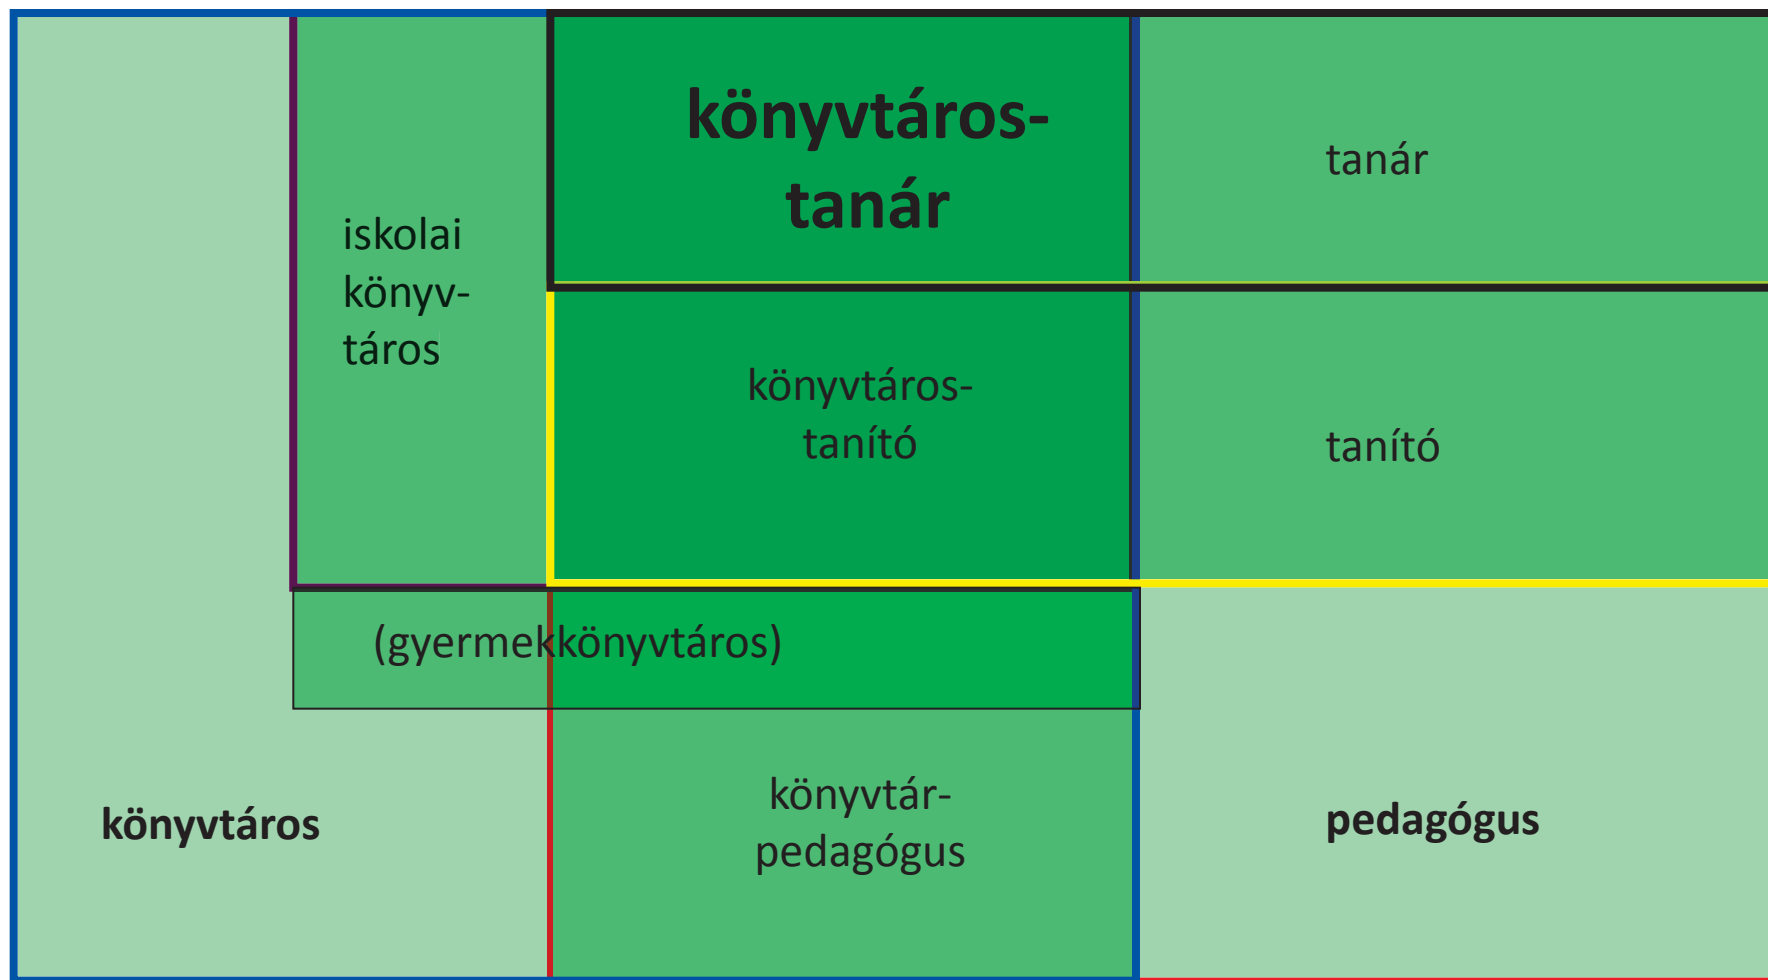 könyvtáros-
tanár
tanár
iskolai
könyv-
táros
könyvtáros-
tanító
tanító
(gyermekkönyvtáros)
könyvtár-
pedagógus
könyvtáros
pedagógus